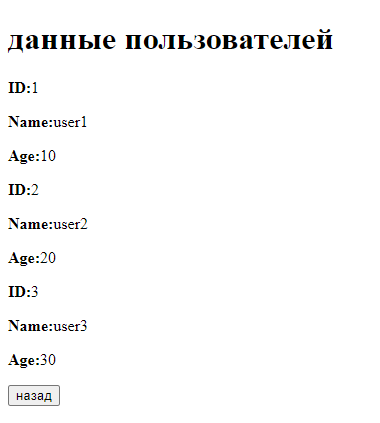 данные пользователей
ID:1
Name:user1
Age:10
ID:2
Name:user2
Age:20
ID:3
Name:user3
Age:30
назад